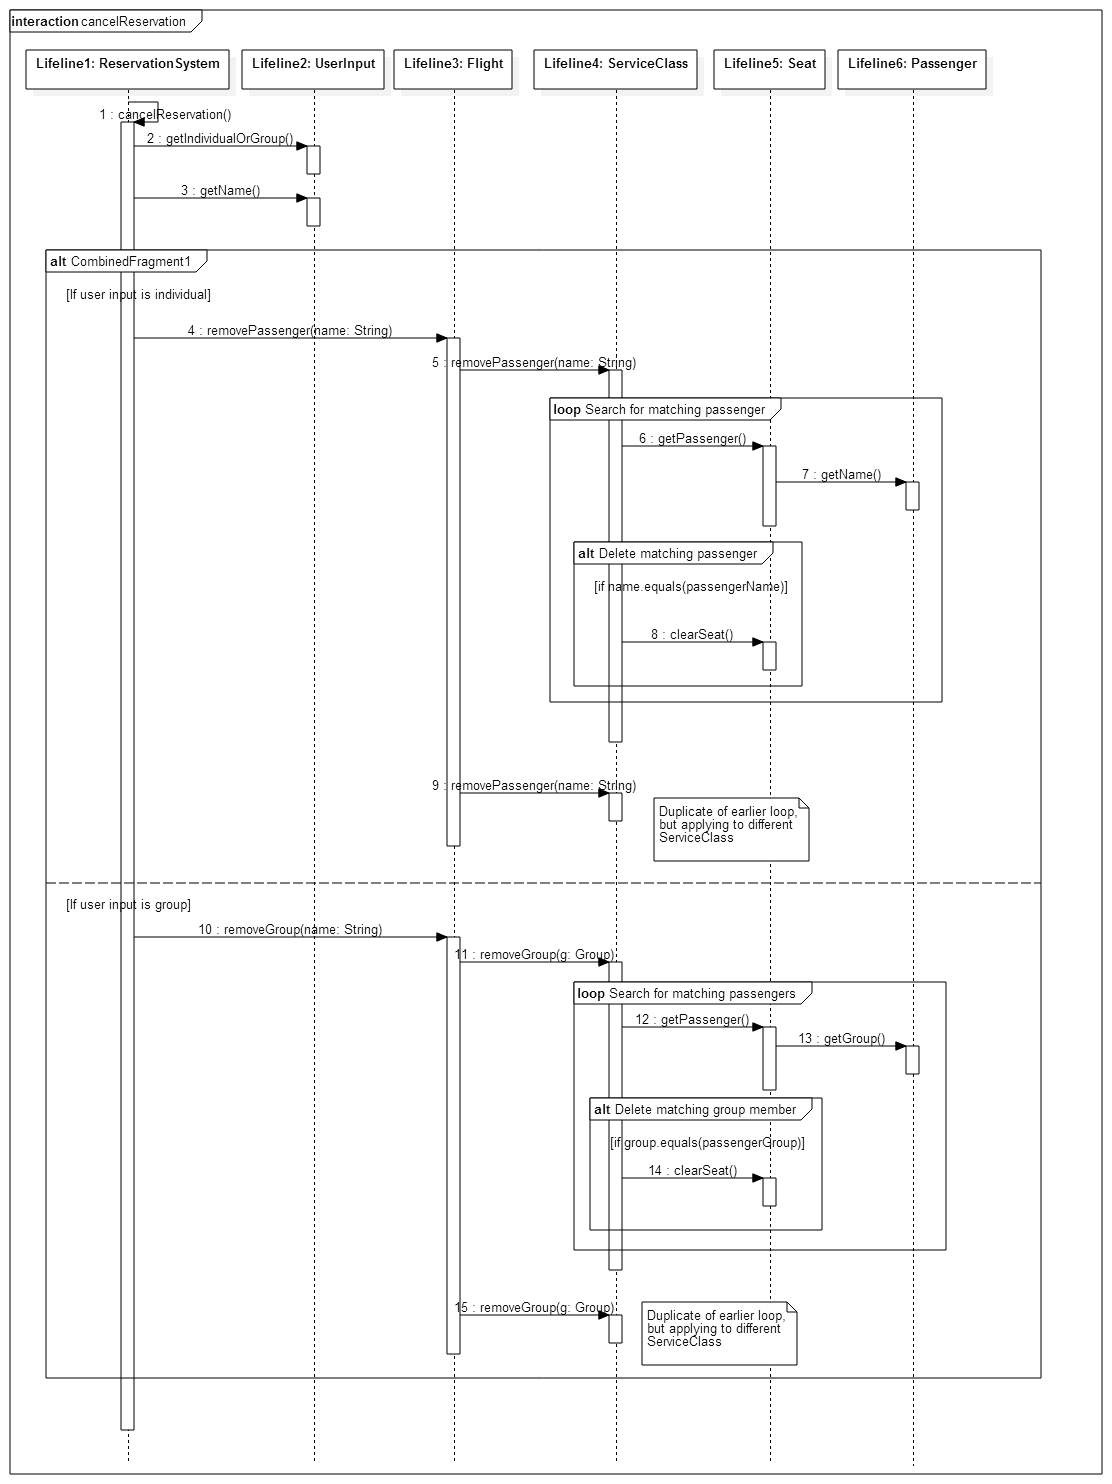 interaction cancelReservation
Lifeline1: ReservationSystem
Lifeline2: UserInput
Lifeline3: Flight
Lifeline4: ServiceClass
Lifeline5: Seat
Lifeline6: Passenger
1 : cancelReservation()
2 : getIndividualOrGroup()
3 : getName()
alt CombinedFragment1
[If user input is individual]
4 : removePassenger(name: String)
5 : removePassenger(name: String)
loop Search for matching passenger
6 : getPassenger()
7 : getName()
alt Delete matching passenger
[if name.equals(passengerName)]
8 : clearSeat()
9 : removePassenger(name: String)
Duplicate of earlier loop,
but applying to different
ServiceClass
[If user input is group]
10 : removeGroup(name: String)
11 : removeGroup(g: Group)
loop Search for matching passengers
12 : getPassenger()
13 : getGroup()
alt Delete matching group member
[if group.equals(passengerGroup)]
14 : clearSeat()
15 : removeGroup(g: Group)
Duplicate of earlier loop,
but applying to different
ServiceClass